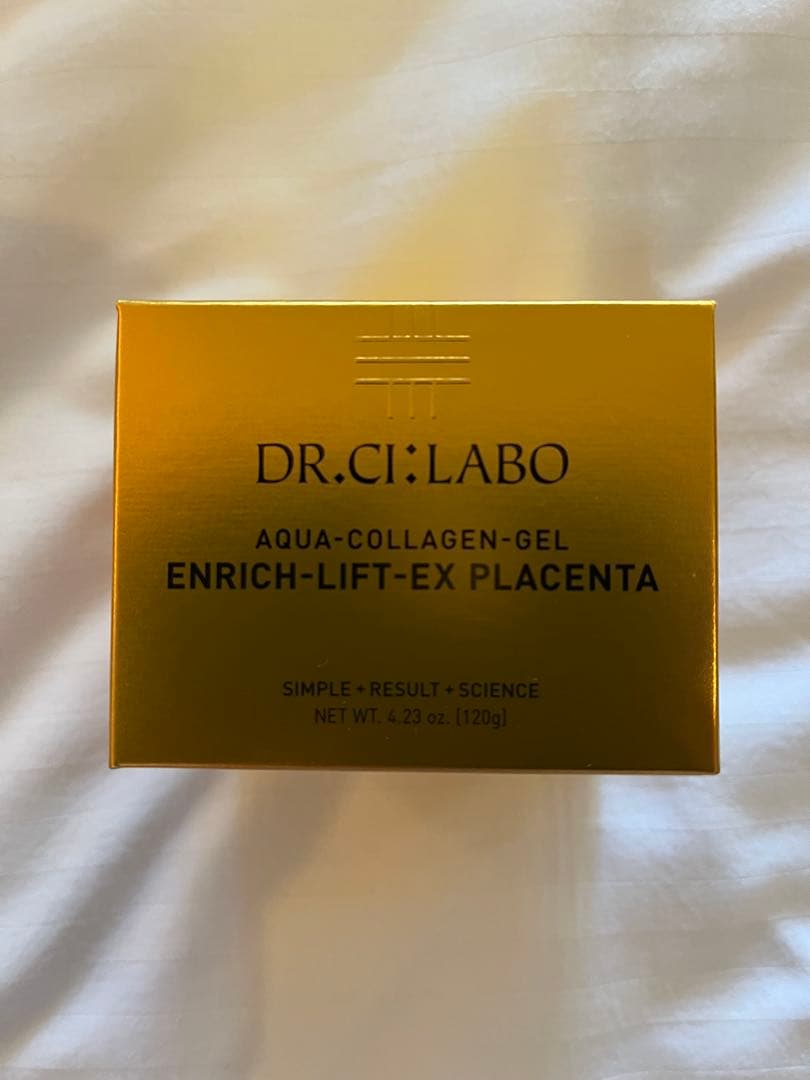 DR.CI:LABO
AQUA-COLLAGEN-GEL
ENRICH-LIFT-EX PLACENTA
SIMPLE+RESULT+SCIENCE
NET WT. 4.23 oz. [120g]